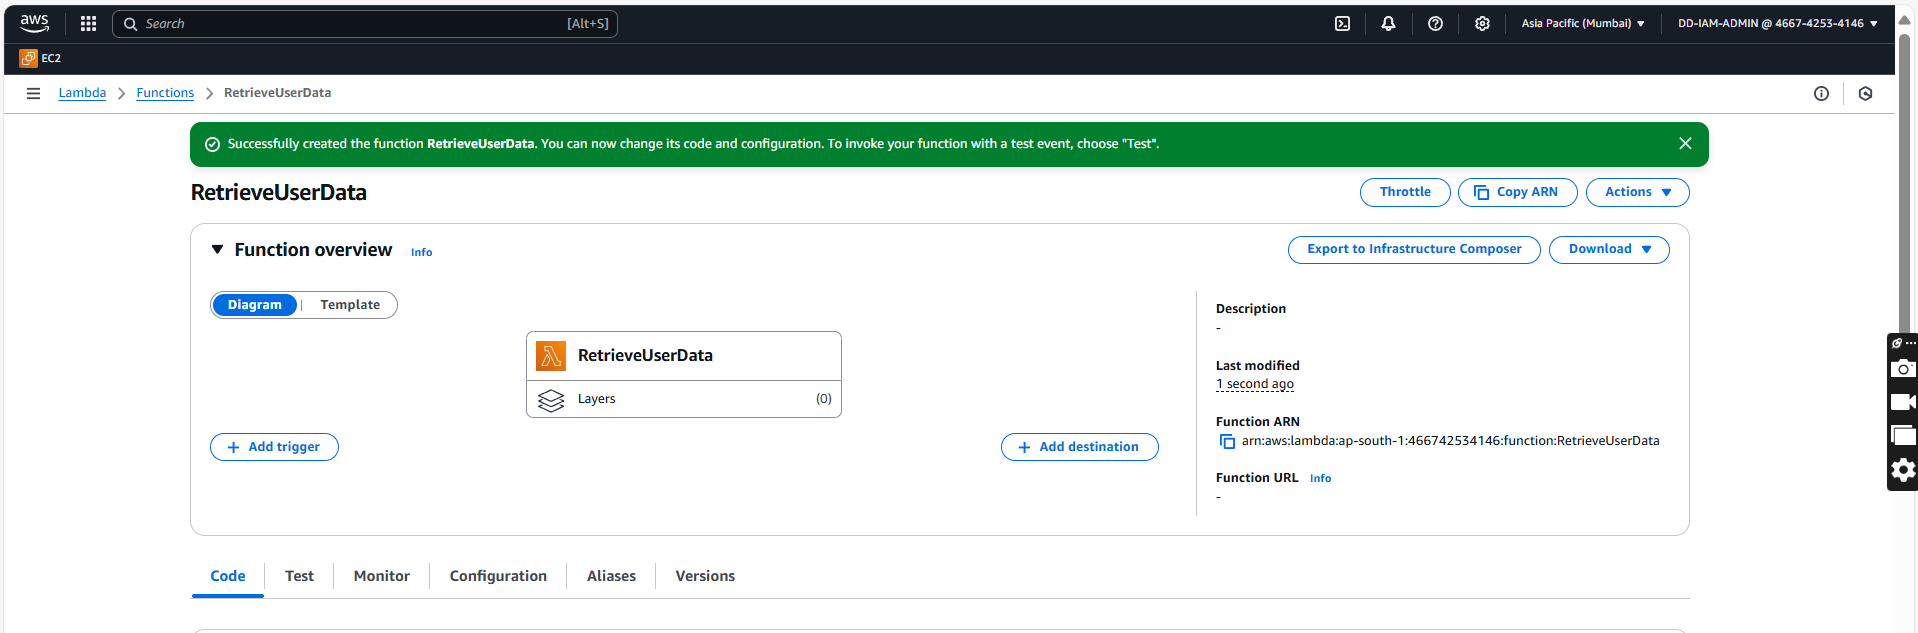 aws Search [Alt+S] Asia Pacific (Mumbai) DD-IAM-ADMIN @ 4667-4253-4146
EC2
Lambda Functions RetrieveUserData
Successfully created the function RetrieveUserData. You can now change its code and configuration. To invoke your function with a test event, choose "Test".
RetrieveUserData Throttle Copy ARN Actions
Function overview Info Export to Infrastructure Composer Download
Diagram Template
Description
-
RetrieveUserData
Layers (0)
Last modified
1 second ago
Function ARN
arn:aws:lambda:ap-south-1:466742534146:function:RetrieveUserData
Add trigger Add destination
Function URL Info
-
Code Test Monitor Configuration Aliases Versions